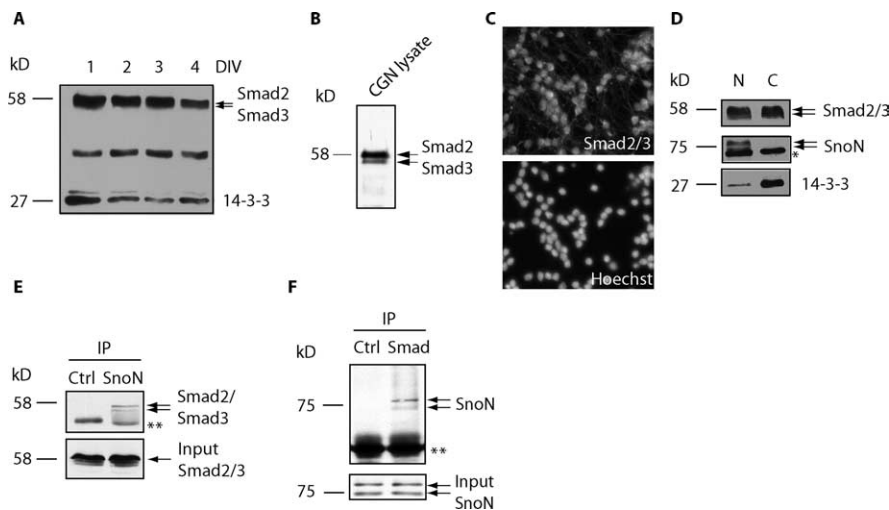 A
kD
1 2 3 4 DIV
58
Smad2
Smad3
27
14-3-3
B
CGN lysate
kD
58
Smad2
Smad3
C
Smad2/3
Hoechst
D
kD
N C
58
Smad2/3
75
SnoN
*
27
14-3-3
E
IP
kD
Ctrl SnoN
58
Smad2/
Smad3
**
58
Input
Smad2/3
F
IP
kD
Ctrl Smad
75
SnoN
**
75
Input
SnoN